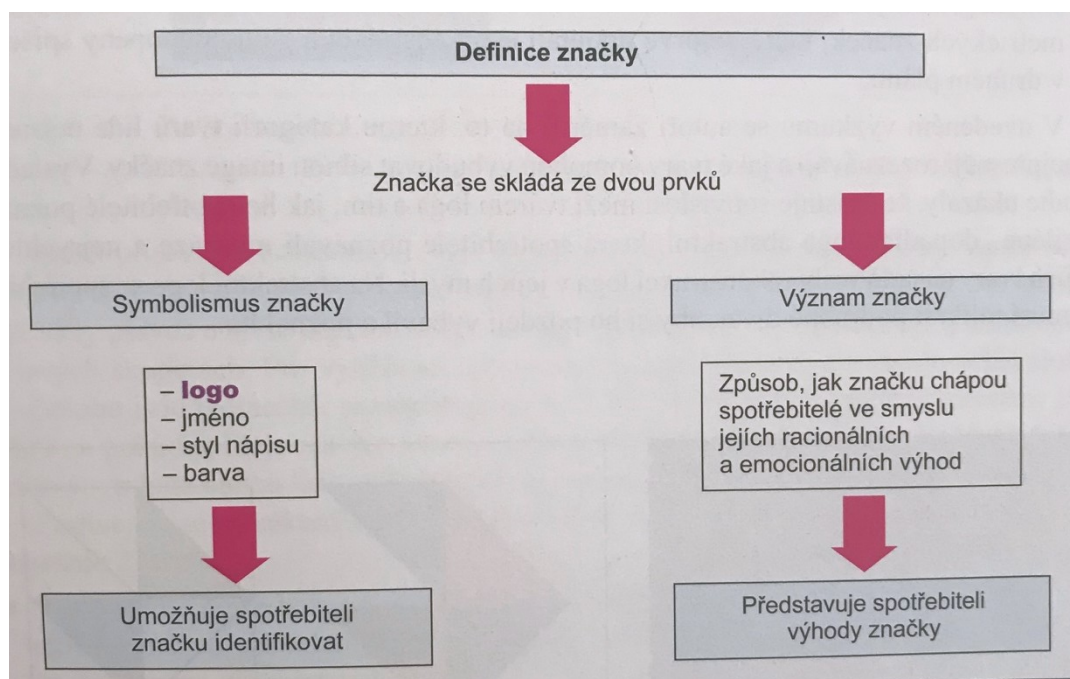 Definice značky
Značka se skládá ze dvou prvků
Symbolismus značky
– logo
– jméno
– styl nápisu
– barva
Umožňuje spotřebiteli
značku identifikovat
Význam značky
Způsob, jak značku chápou
spotřebitelé ve smyslu
jejích racionálních
a emocionálních výhod
Představuje spotřebiteli
výhody značky